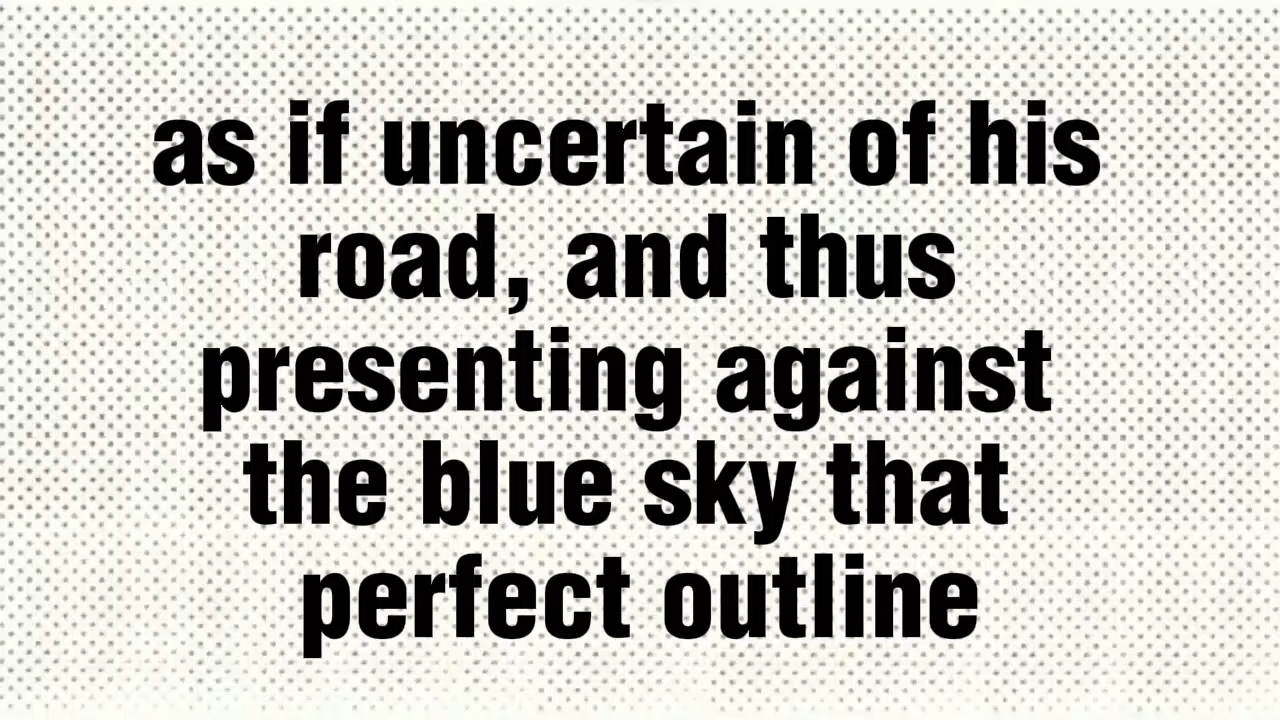 as if uncertain of his
road, and thus
presenting against
the blue sky that
perfect outline